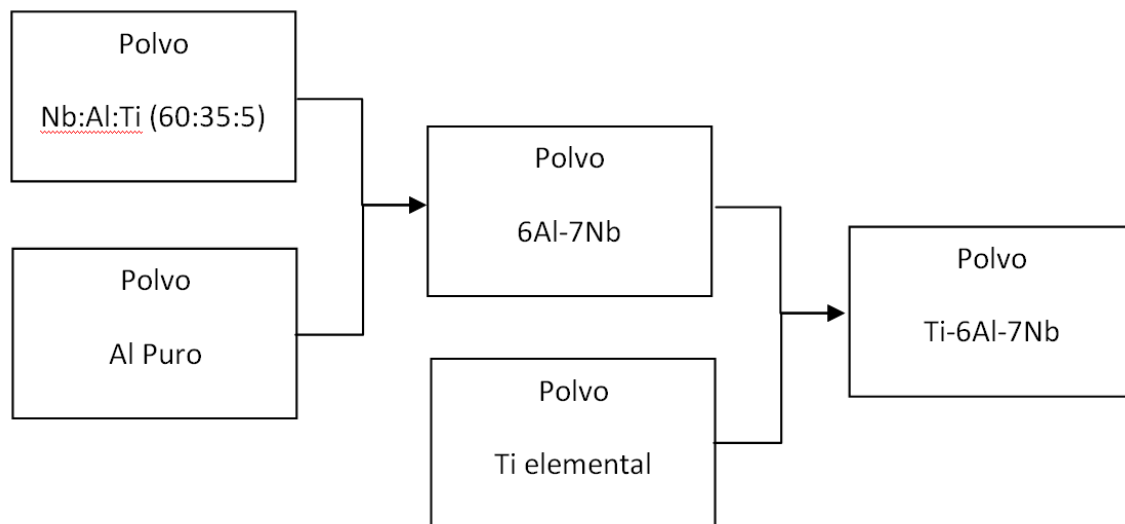 Polvo
Nb:Al:Ti (60:35:5)
Polvo
Al Puro
Polvo
6Al-7Nb
Polvo
Ti elemental
Polvo
Ti-6Al-7Nb